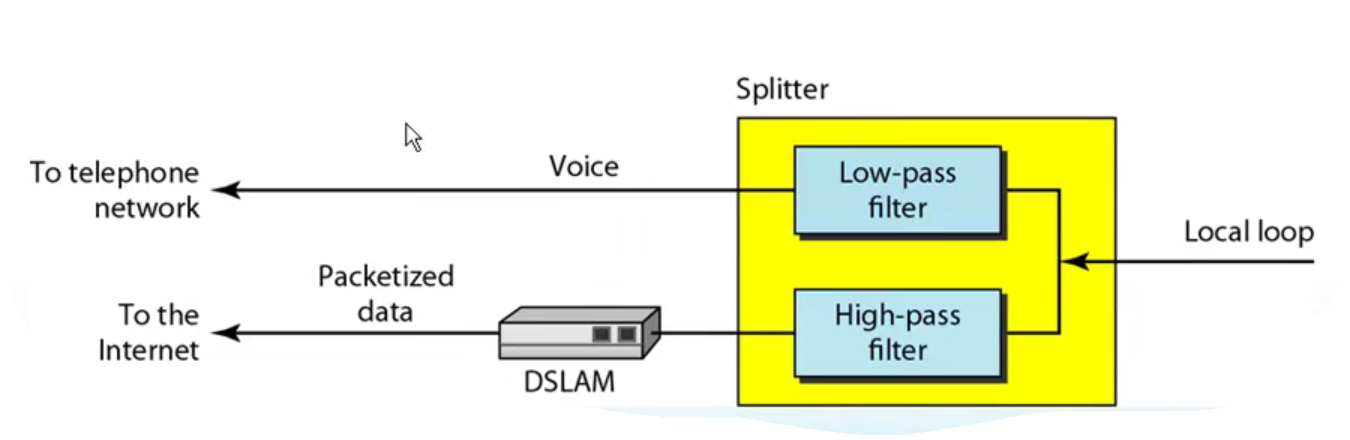 Splitter
To telephone
network
Voice
Low-pass
filter
Local loop
To the
Internet
Packetized
data
DSLAM
High-pass
filter